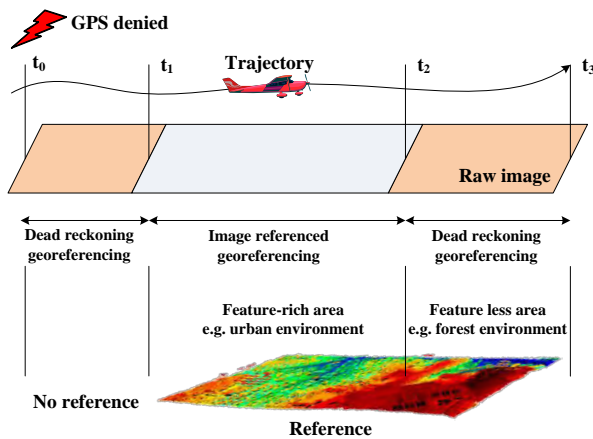 GPS denied
t0
t1
Trajectory
t2
t3
Raw image
Dead reckoning
georeferencing
Image referenced
georeferencing
Dead reckoning
georeferencing
Feature-rich area
e.g. urban environment
Feature less area
e.g. forest environment
No reference
Reference